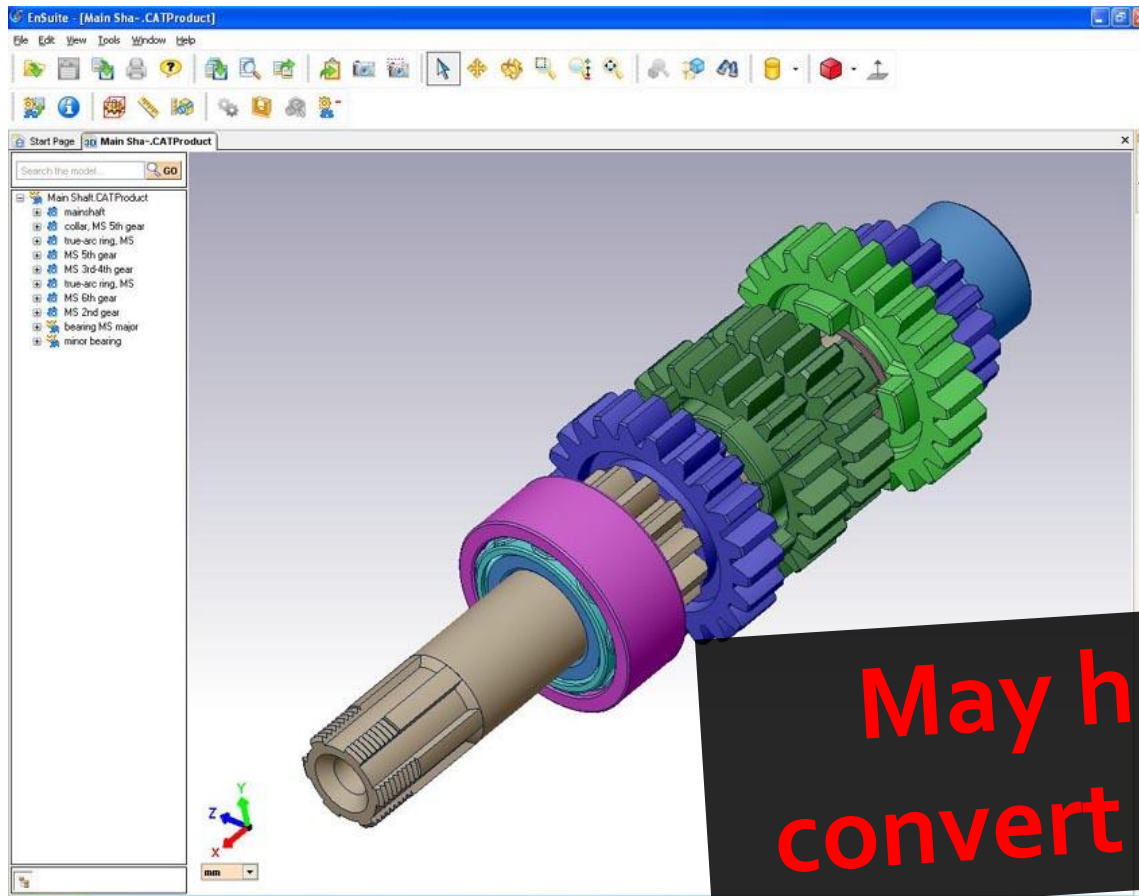 EnSuite - [Main Sha~.CATProduct]
File Edit View Tools Window Help
Start Page 3D Main Sha~.CATProduct
Search the model... GO
Main Shaft.CATProduct
mainshaft
collar, MS 5th gear
true-arc ring, MS
MS 5th gear
MS 3rd-4th gear
true-arc ring, MS
MS 6th gear
MS 2nd gear
bearing MS major
minor bearing
Y
Z
X
mm
May h
convert